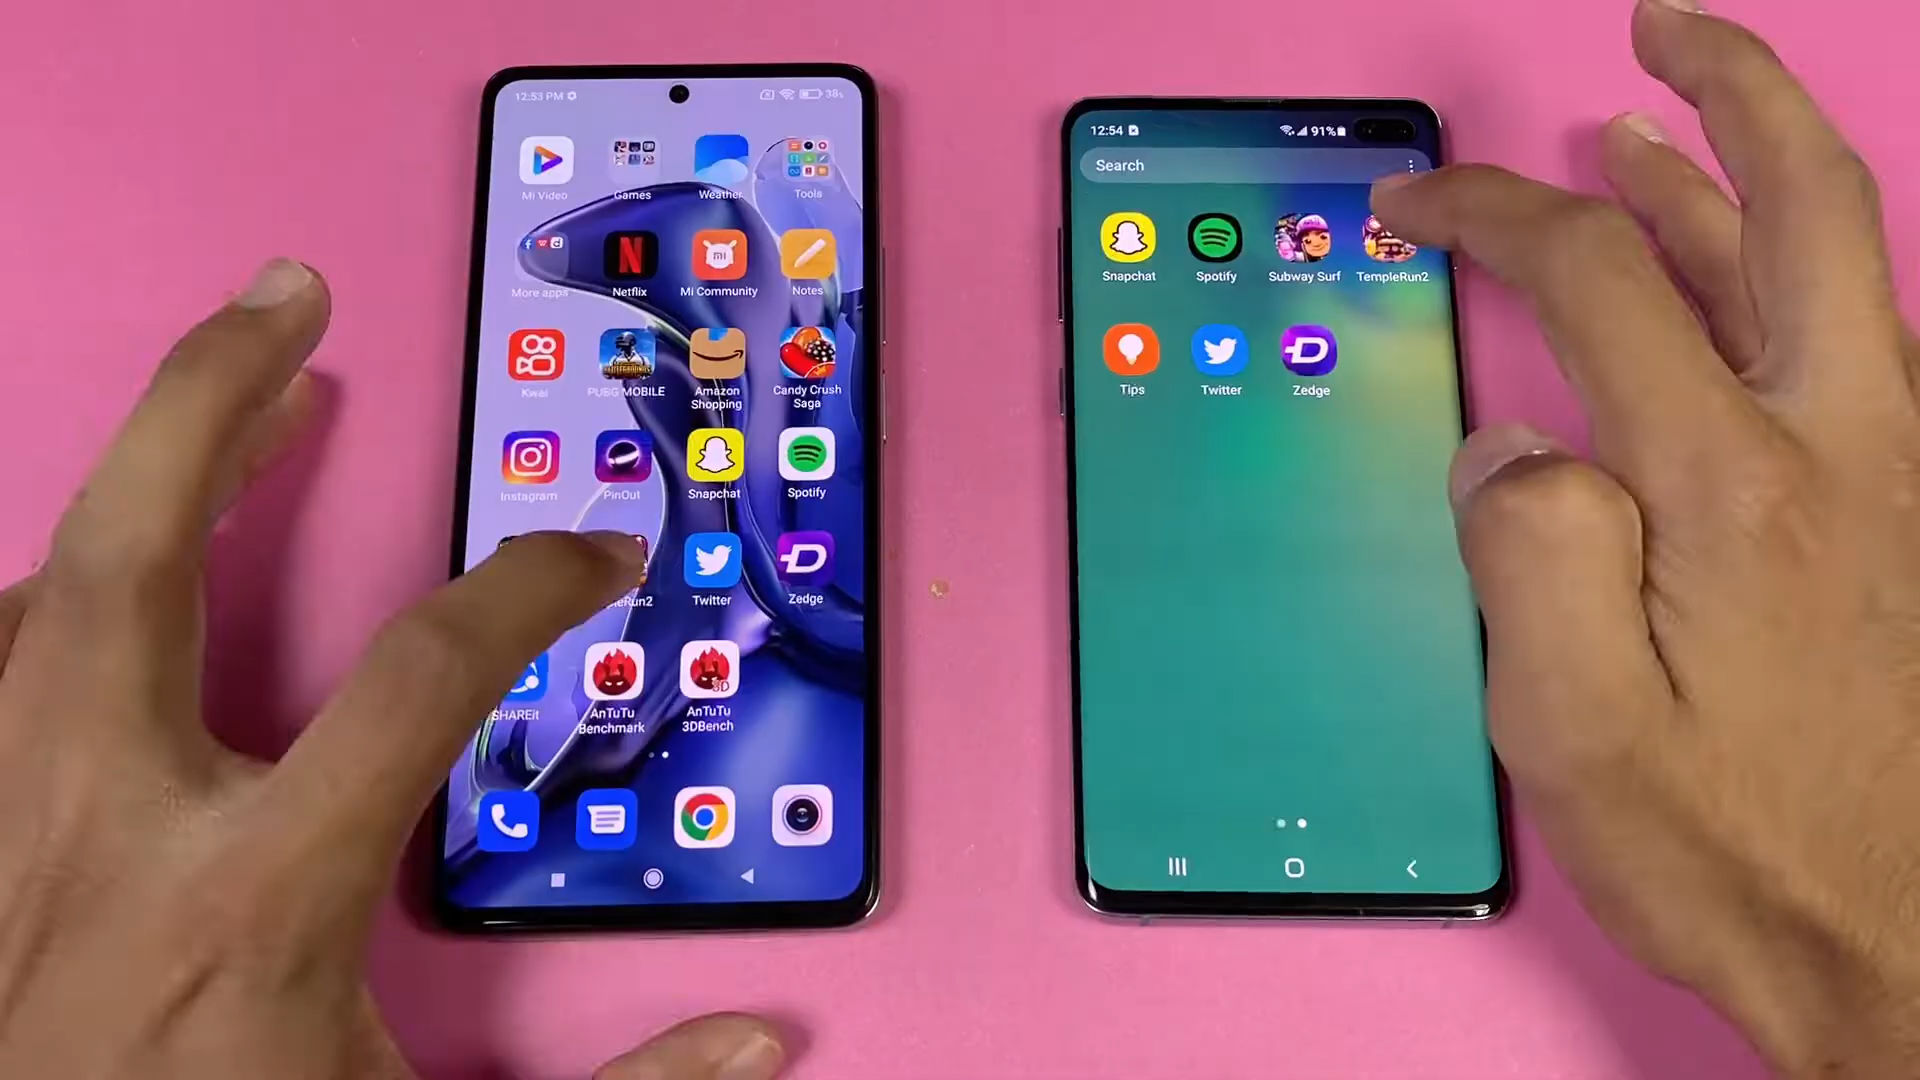 12:53 PM
38%
Mi Video
Games
Weather
Tools
More apps
Netflix
Mi Community
Notes
Kwai
PUBG MOBILE
Amazon
Shopping
Candy Crush
Saga
Instagram
PinOut
Snapchat
Spotify
pleRun2
Twitter
Zedge
SHAREit
AnTuTu
Benchmark
AnTuTu
3DBench
12:54
91%
Search
Snapchat
Spotify
Subway Surf
TempleRun2
Tips
Twitter
Zedge